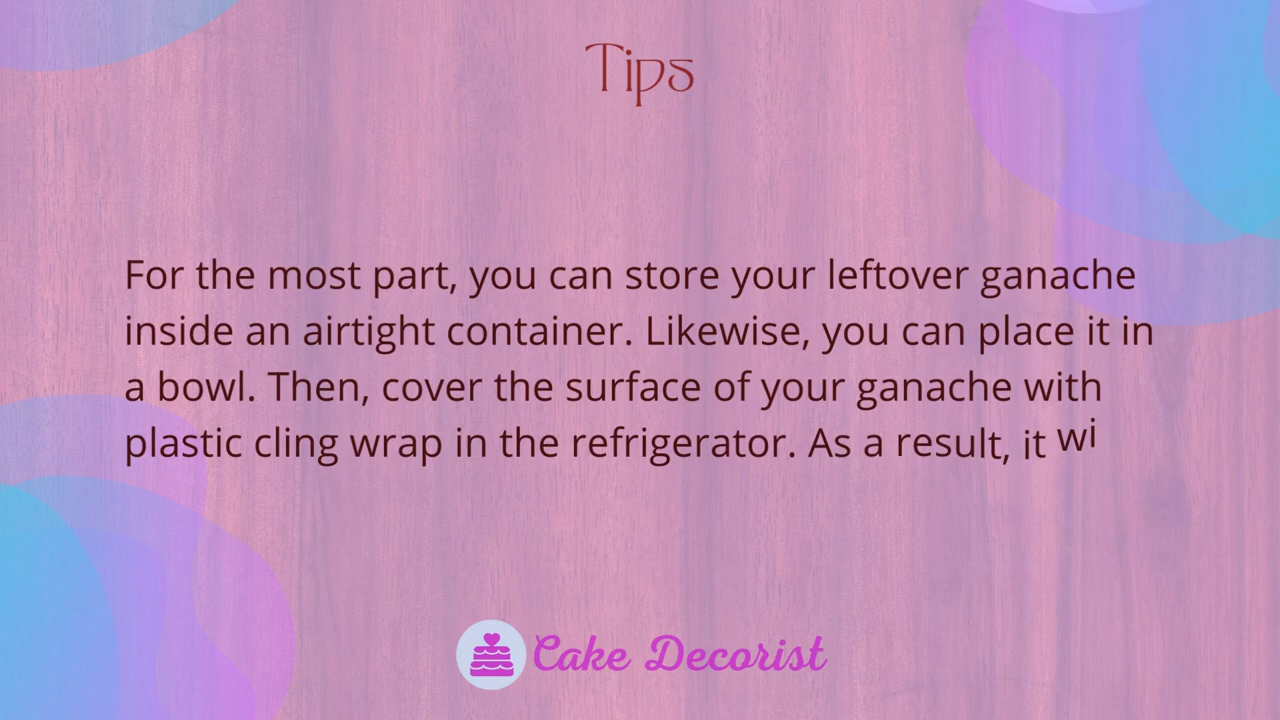 Tips
For the most part, you can store your leftover ganache
inside an airtight container. Likewise, you can place it in
a bowl. Then, cover the surface of your ganache with
plastic cling wrap in the refrigerator. As a result, it wi
Cake Decorist